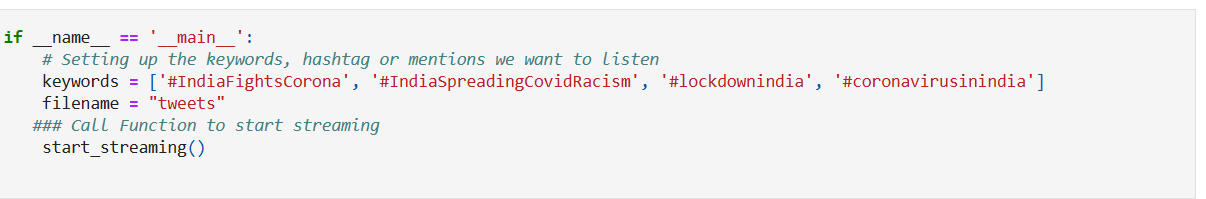 if __name__ == '__main__':
    # Setting up the keywords, hashtag or mentions we want to listen
    keywords = ['#IndiaFightsCorona', '#IndiaSpreadingCovidRacism', '#lockdownindia', '#coronavirusinindia']
    filename = "tweets"
   ### Call Function to start streaming
    start_streaming()